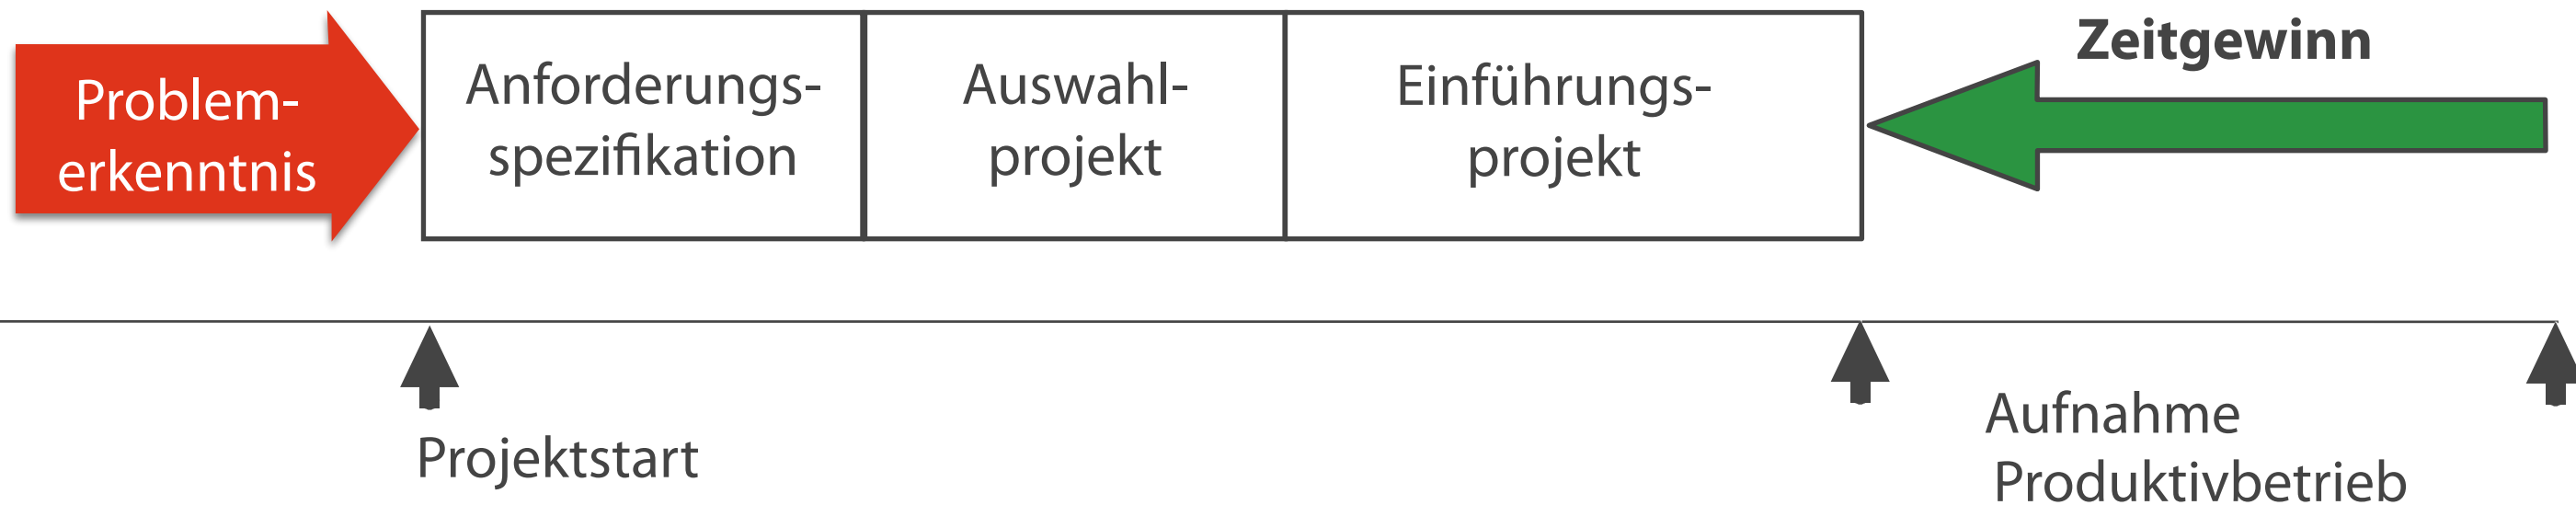 Problem-
erkenntnis
Anforderungs-
spezifikation
Auswahl-
projekt
Einführungs-
projekt
Zeitgewinn
Projektstart
Aufnahme
Produktivbetrieb